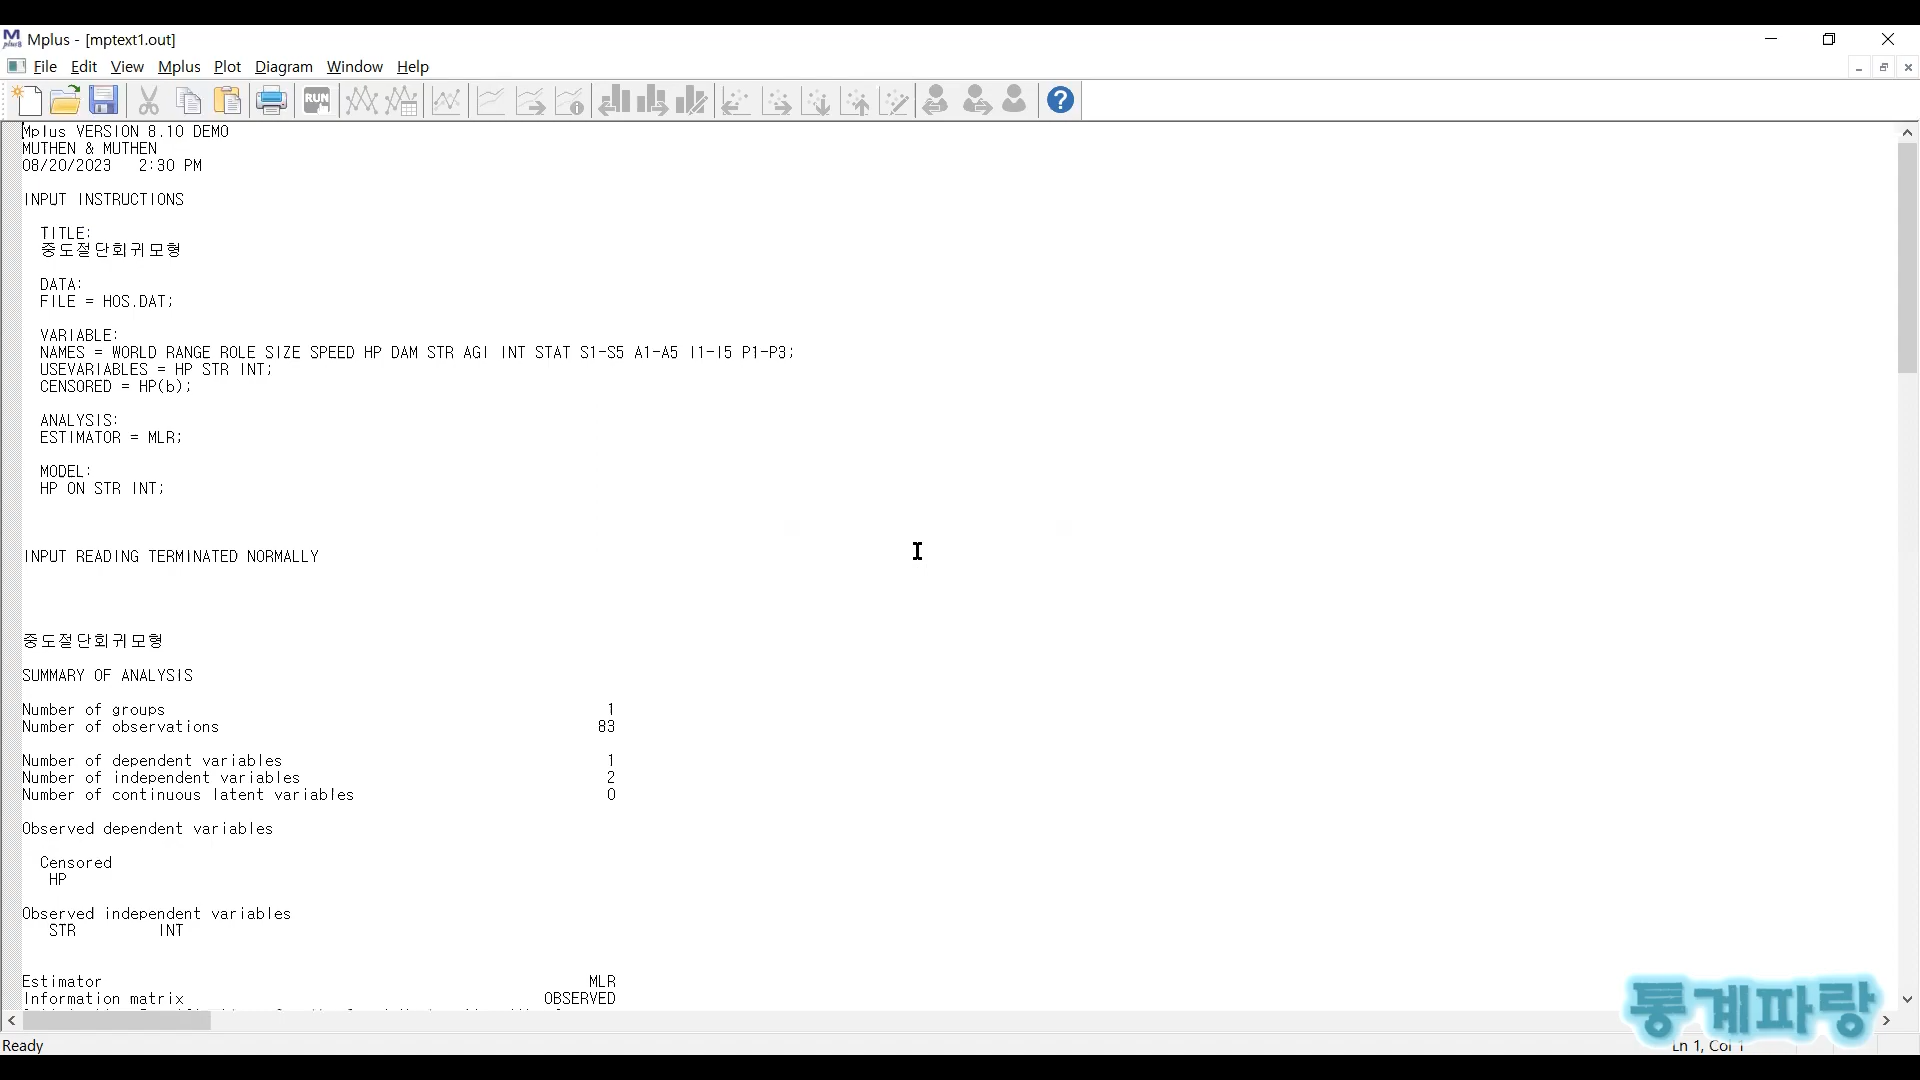 Mplus - [mptext1.out]
File Edit View Mplus Plot Diagram Window Help
RUN
Mplus VERSION 8.10 DEMO
MUTHEN & MUTHEN
08/20/2023 2:30 PM
INPUT INSTRUCTIONS
TITLE:
중도절단회귀모형
DATA:
FILE = HOS.DAT;
VARIABLE:
NAMES = WORLD RANGE ROLE SIZE SPEED HP DAM STR AGI INT STAT S1-S5 A1-A5 I1-I5 P1-P3;
USEVARIABLES = HP STR INT;
CENSORED = HP(b);
ANALYSIS:
ESTIMATOR = MLR;
MODEL:
HP ON STR INT;
INPUT READING TERMINATED NORMALLY
중도절단회귀모형
SUMMARY OF ANALYSIS
Number of groups 1
Number of observations 83
Number of dependent variables 1
Number of independent variables 2
Number of continuous latent variables 0
Observed dependent variables
Censored
HP
Observed independent variables
STR INT
Estimator MLR
Information matrix OBSERVED
통계파랑
Ready Ln 1, Col 1